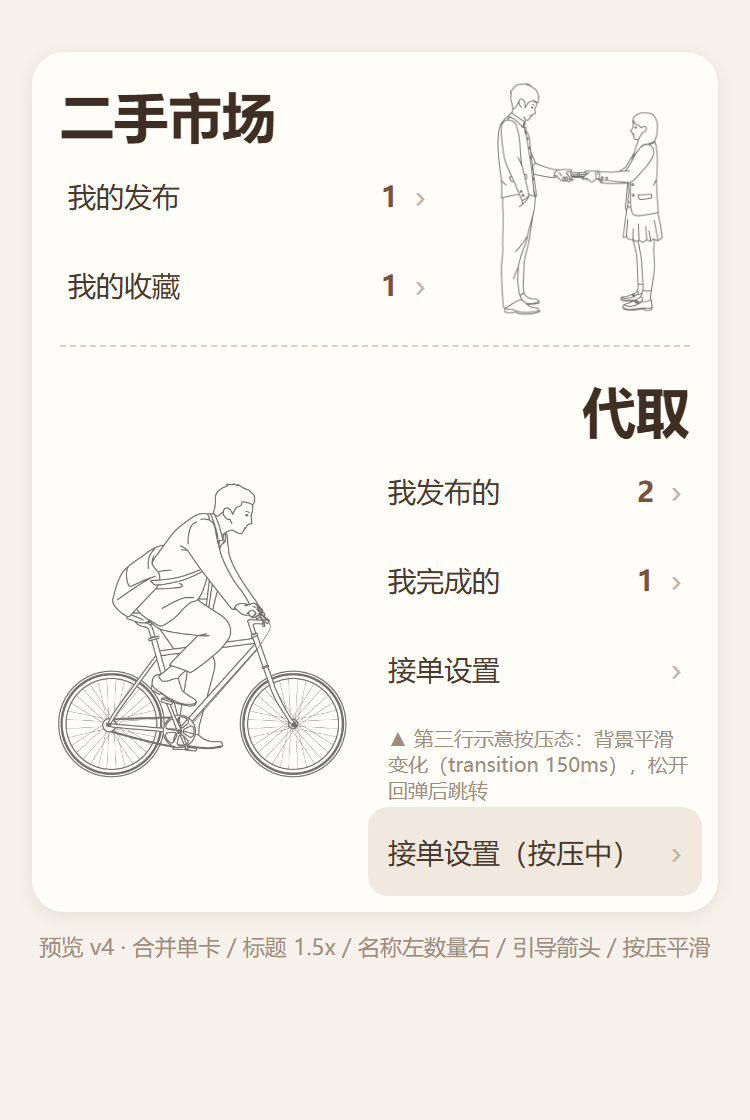 二手市场
我的发布 1 ›
我的收藏 1 ›
代取
我发布的 2 ›
我完成的 1 ›
接单设置 ›
▲ 第三行示意按压态：背景平滑
变化（transition 150ms），松开
回弹后跳转
接单设置（按压中） ›
预览 v4 · 合并单卡 / 标题 1.5x / 名称左数量右 / 引导箭头 / 按压平滑